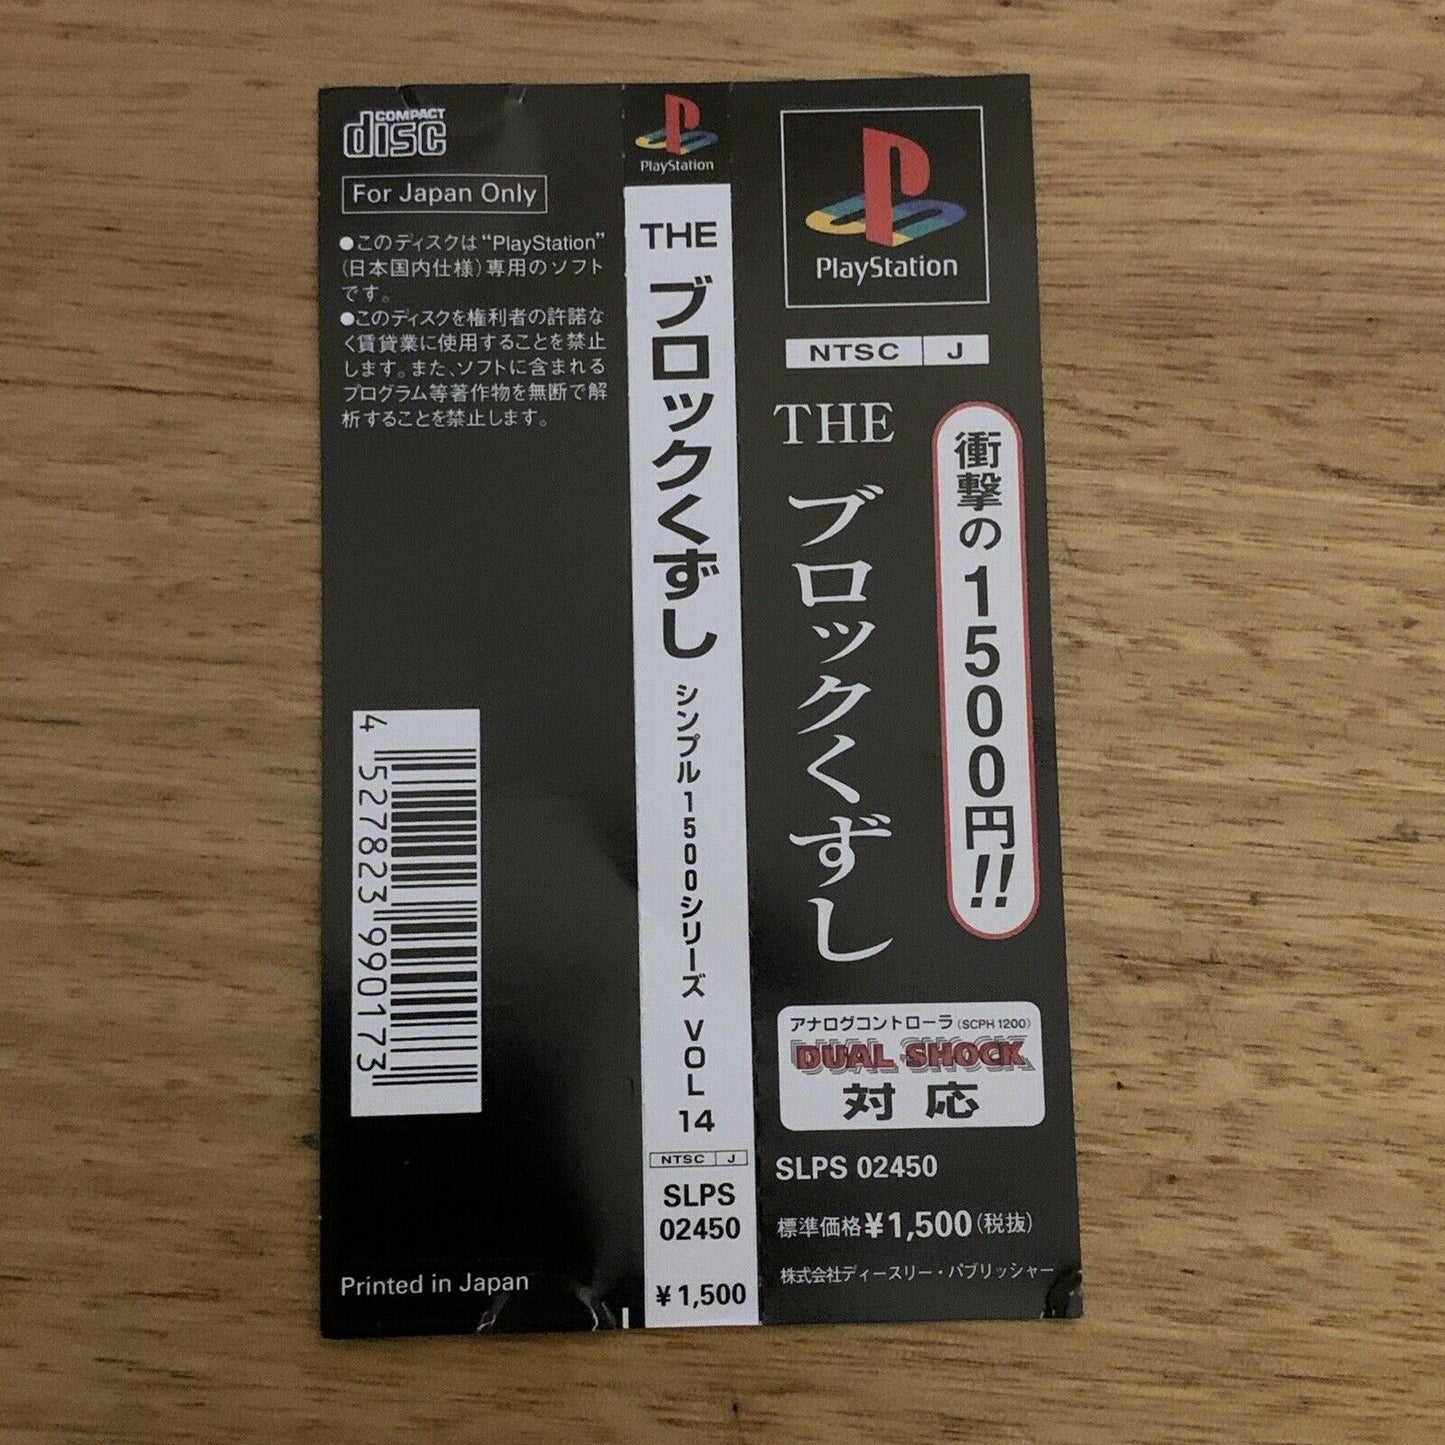 COMPACT
disc
For Japan Only
●このディスクは“PlayStation”
(日本国内仕様)専用のソフト
です。
●このディスクを権利者の許諾な
く賃貸業に使用することを禁止
します。また、ソフトに含まれる
プログラム等著作物を無断で解
析することを禁止します。
4 527823 990173
Printed in Japan
PlayStation
THE ブロックくずし
シンプル1500シリーズ VOL 14
NTSC J
SLPS
02450
¥1,500
PlayStation
NTSC J
THE ブロックくずし
衝撃の1500円!!
アナログコントローラ(SCPH 1200)
DUAL SHOCK
対応
SLPS 02450
標準価格¥1,500(税抜)
株式会社ディースリー・パブリッシャー